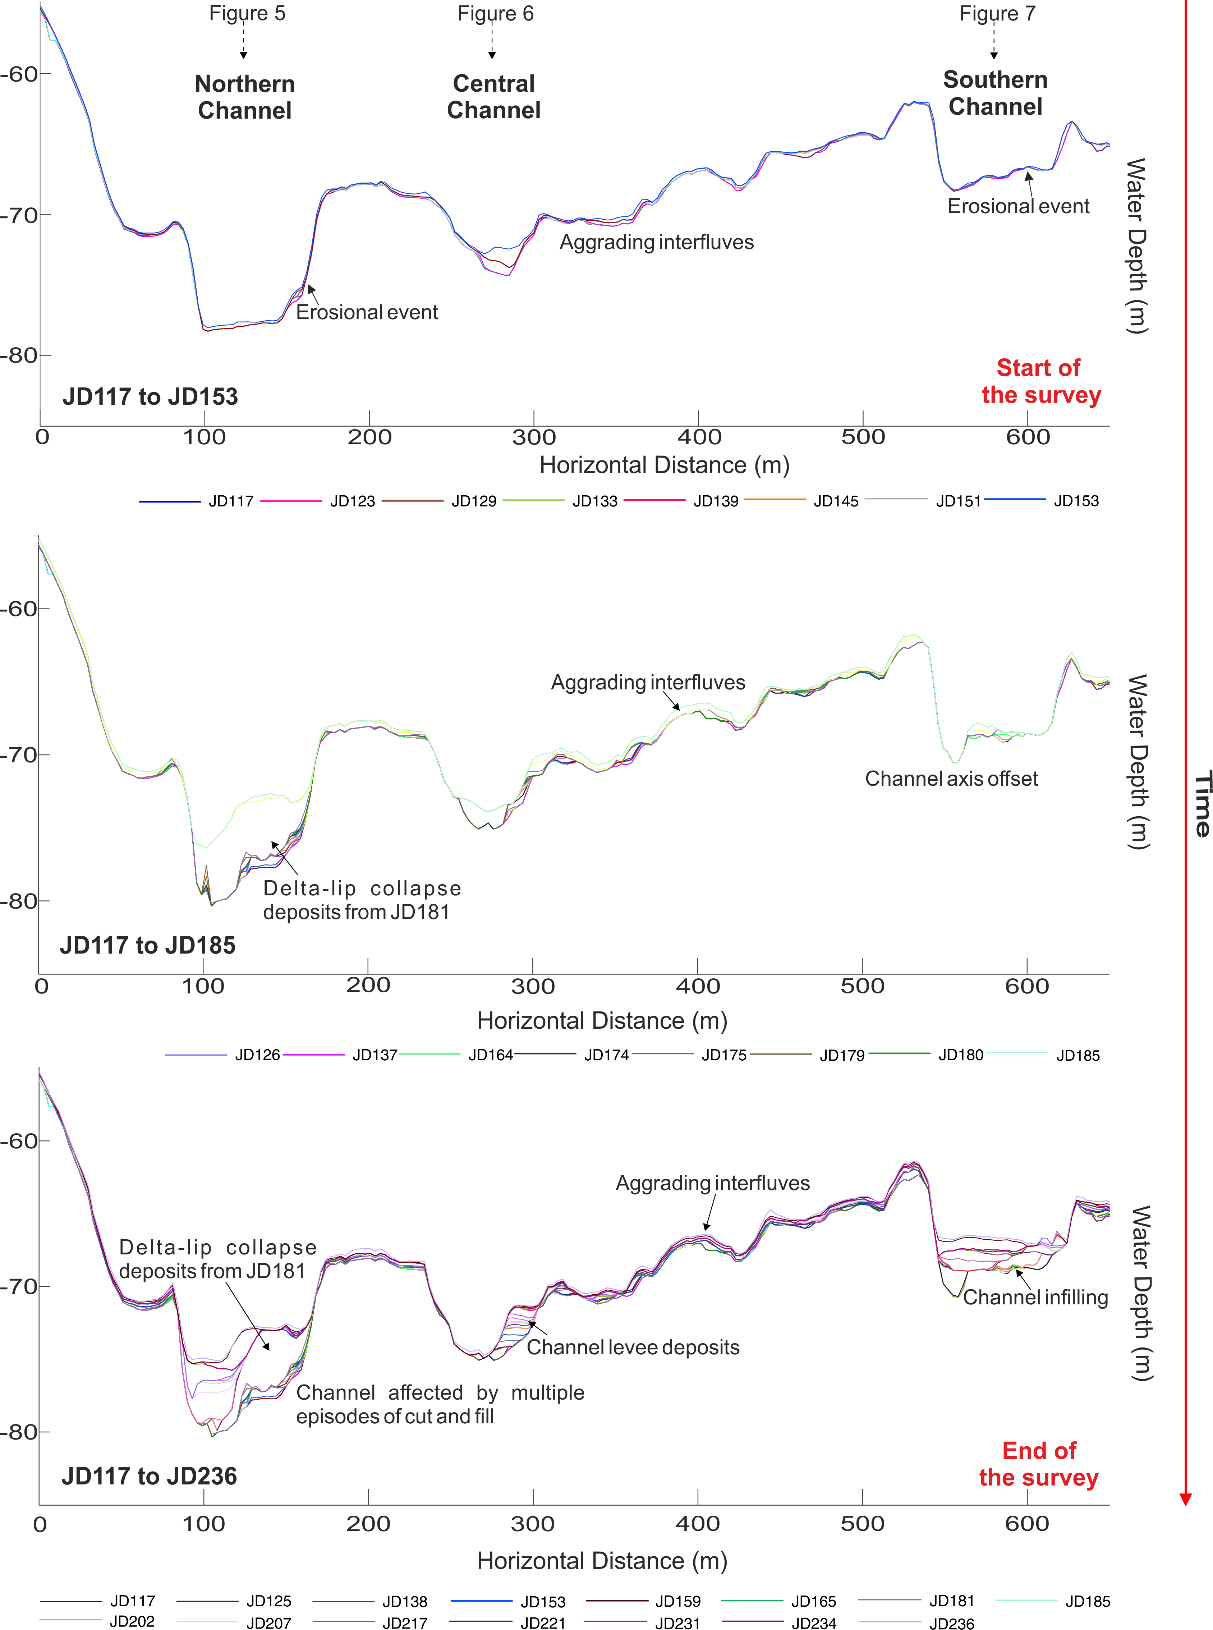 Figure 5
Figure 6
Figure 7
-60
Northern
Channel
Central
Channel
Southern
Channel
-70
Water Depth (m)
Erosional event
Aggrading interfluves
Erosional event
-80
JD117 to JD153
Start of
the survey
0 100 200 300 400 500 600
Horizontal Distance (m)
JD117 JD123 JD129 JD133 JD139 JD145 JD151 JD153
-60
Aggrading interfluves
Water Depth (m)
-70
Channel axis offset
Time
Delta-lip collapse
deposits from JD181
-80
JD117 to JD185
0 100 200 300 400 500 600
Horizontal Distance (m)
JD126 JD137 JD164 JD174 JD175 JD179 JD180 JD185
-60
Aggrading interfluves
Water Depth (m)
Delta-lip collapse
deposits from JD181
-70
Channel infilling
Channel levee deposits
Channel affected by multiple
episodes of cut and fill
-80
JD117 to JD236
End of
the survey
0 100 200 300 400 500 600
Horizontal Distance (m)
JD117 JD125 JD138 JD153 JD159 JD165 JD181 JD185
JD202 JD207 JD217 JD221 JD231 JD234 JD236